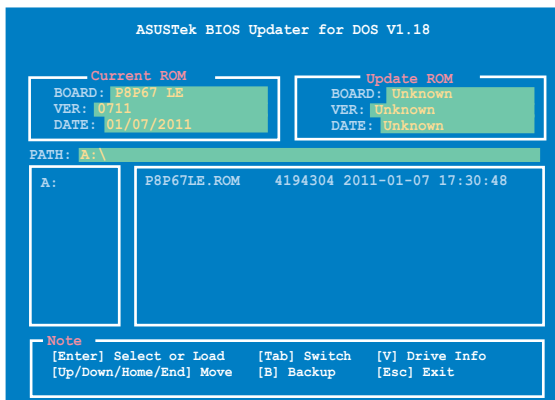 ASUSTek BIOS Updater for DOS V1.18
Current ROM
BOARD: P8P67 LE
VER: 0711
DATE: 01/07/2011
Update ROM
BOARD: Unknown
VER: Unknown
DATE: Unknown
PATH: A:\
A:
P8P67LE.ROM 4194304 2011-01-07 17:30:48
Note
[Enter] Select or Load [Tab] Switch [V] Drive Info
[Up/Down/Home/End] Move [B] Backup [Esc] Exit